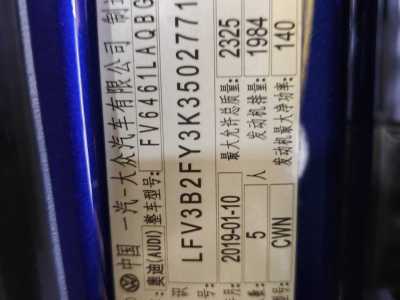 中国 一汽-大众汽车有限公司 制造
奥迪(AUDI) 整车型号: FV6461LAQBG
LFV3B2FY3K3502771
2019-01-10 最大允许总质量: 2325
5 人 发动机排量: 1984
CWN 发动机最大净功率: 140